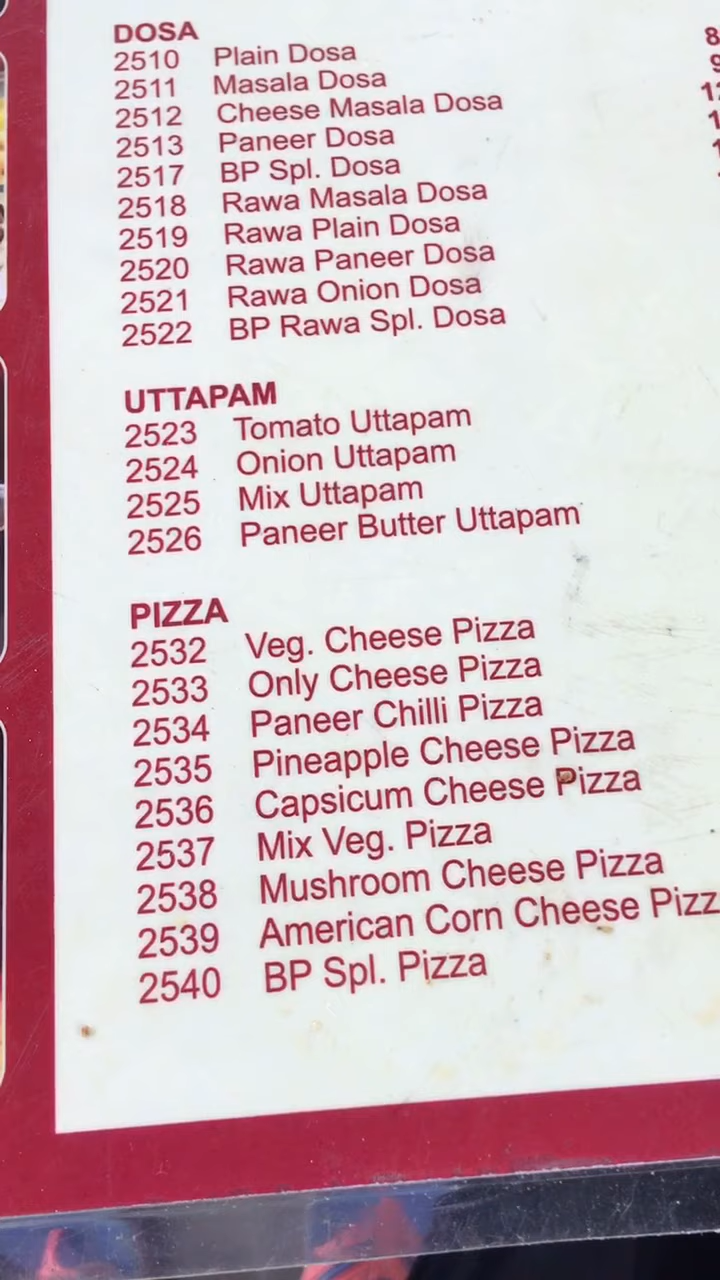 DOSA
2510 Plain Dosa
2511 Masala Dosa
2512 Cheese Masala Dosa
2513 Paneer Dosa
2517 BP Spl. Dosa
2518 Rawa Masala Dosa
2519 Rawa Plain Dosa
2520 Rawa Paneer Dosa
2521 Rawa Onion Dosa
2522 BP Rawa Spl. Dosa
UTTAPAM
2523 Tomato Uttapam
2524 Onion Uttapam
2525 Mix Uttapam
2526 Paneer Butter Uttapam
PIZZA
2532 Veg. Cheese Pizza
2533 Only Cheese Pizza
2534 Paneer Chilli Pizza
2535 Pineapple Cheese Pizza
2536 Capsicum Cheese Pizza
2537 Mix Veg. Pizza
2538 Mushroom Cheese Pizza
2539 American Corn Cheese Pizz
2540 BP Spl. Pizza